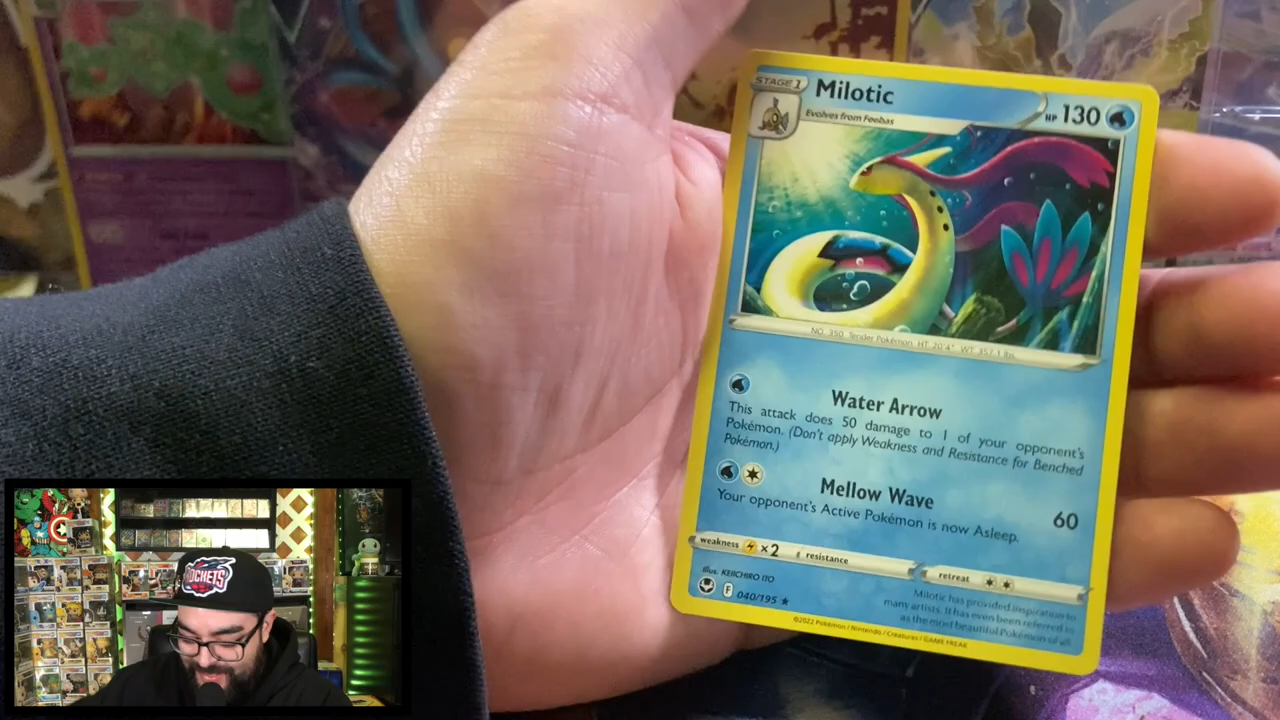 STAGE 1
Milotic
HP 130
Evolves from Feebas
NO. 350 Tender Pokémon HT: 20'4" WT: 357.1 lbs.
Water Arrow
This attack does 50 damage to 1 of your opponent's
Pokémon. (Don't apply Weakness and Resistance for Benched
Pokémon.)
Mellow Wave
60
Your opponent's Active Pokémon is now Asleep.
weakness ×2 resistance
retreat
Illus. KEIICHIRO ITO
F 040/195 ★
Milotic has provided inspiration to
many artists. It has even been referred to
as the most beautiful Pokémon of all.
©2022 Pokémon / Nintendo / Creatures / GAME FREAK
ROCKETS